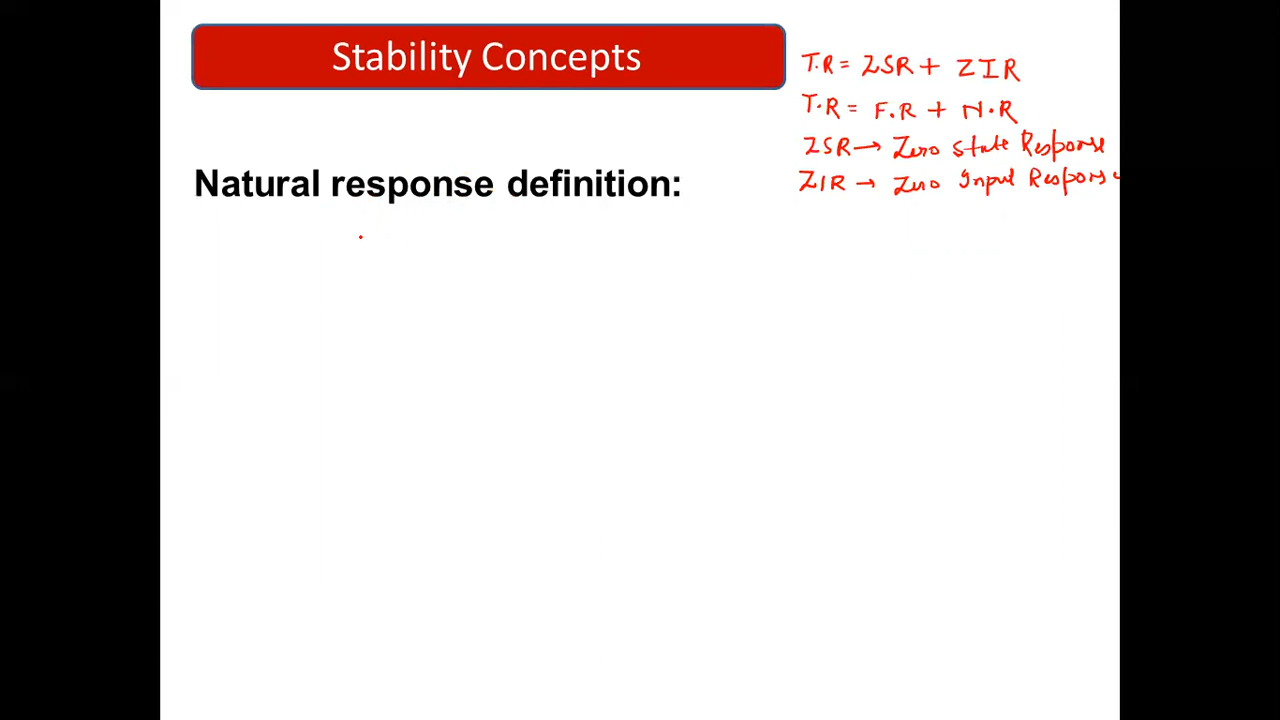 Stability Concepts
T.R = ZSR + ZIR
T.R = F.R + N.R
ZSR → Zero State Response
ZIR → Zero Input Response
Natural response definition: